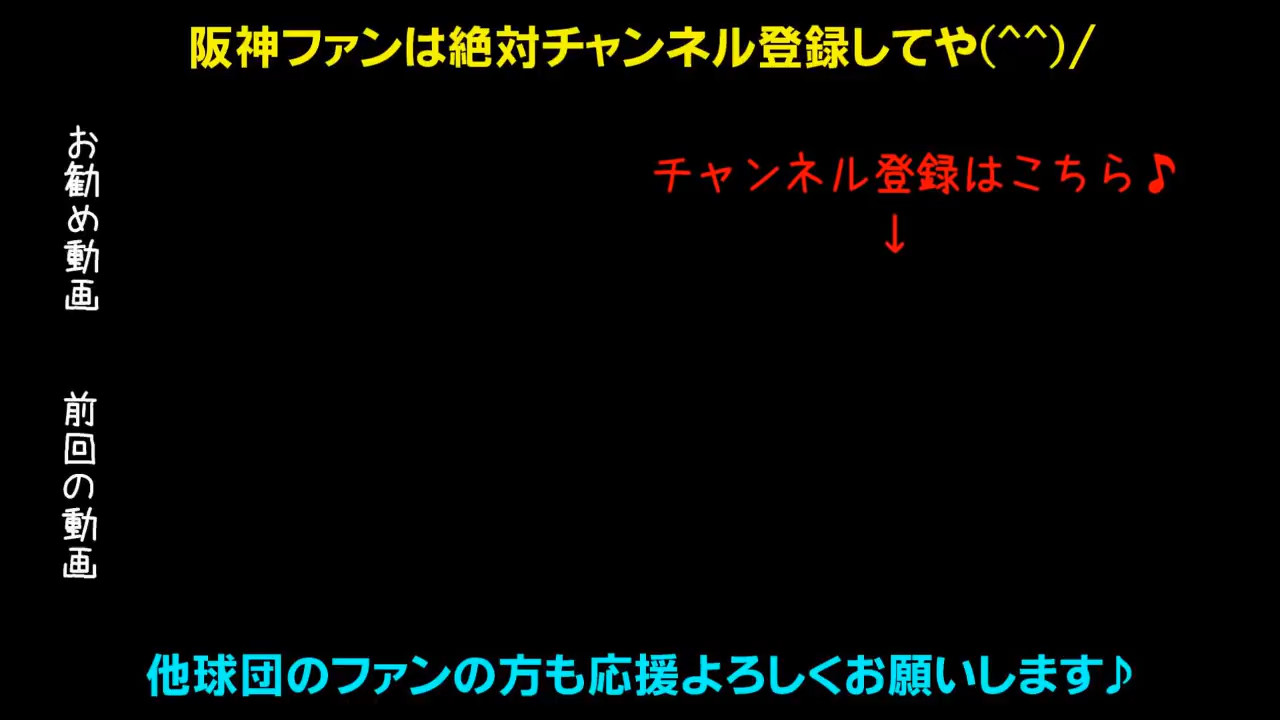 阪神ファンは絶対チャンネル登録してや(^^)/
お勧め動画
チャンネル登録はこちら♪
↓
前回の動画
他球団のファンの方も応援よろしくお願いします♪